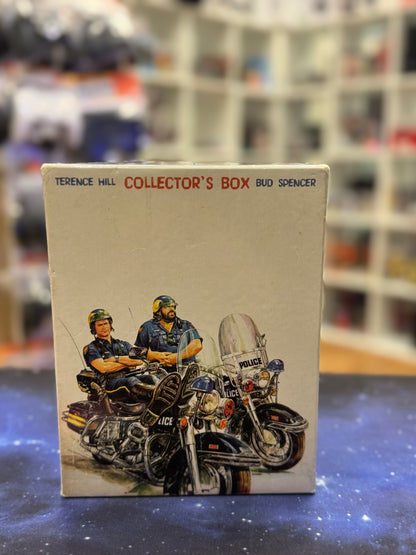 TERENCE HILL COLLECTOR'S BOX BUD SPENCER
POLICE
POLICE